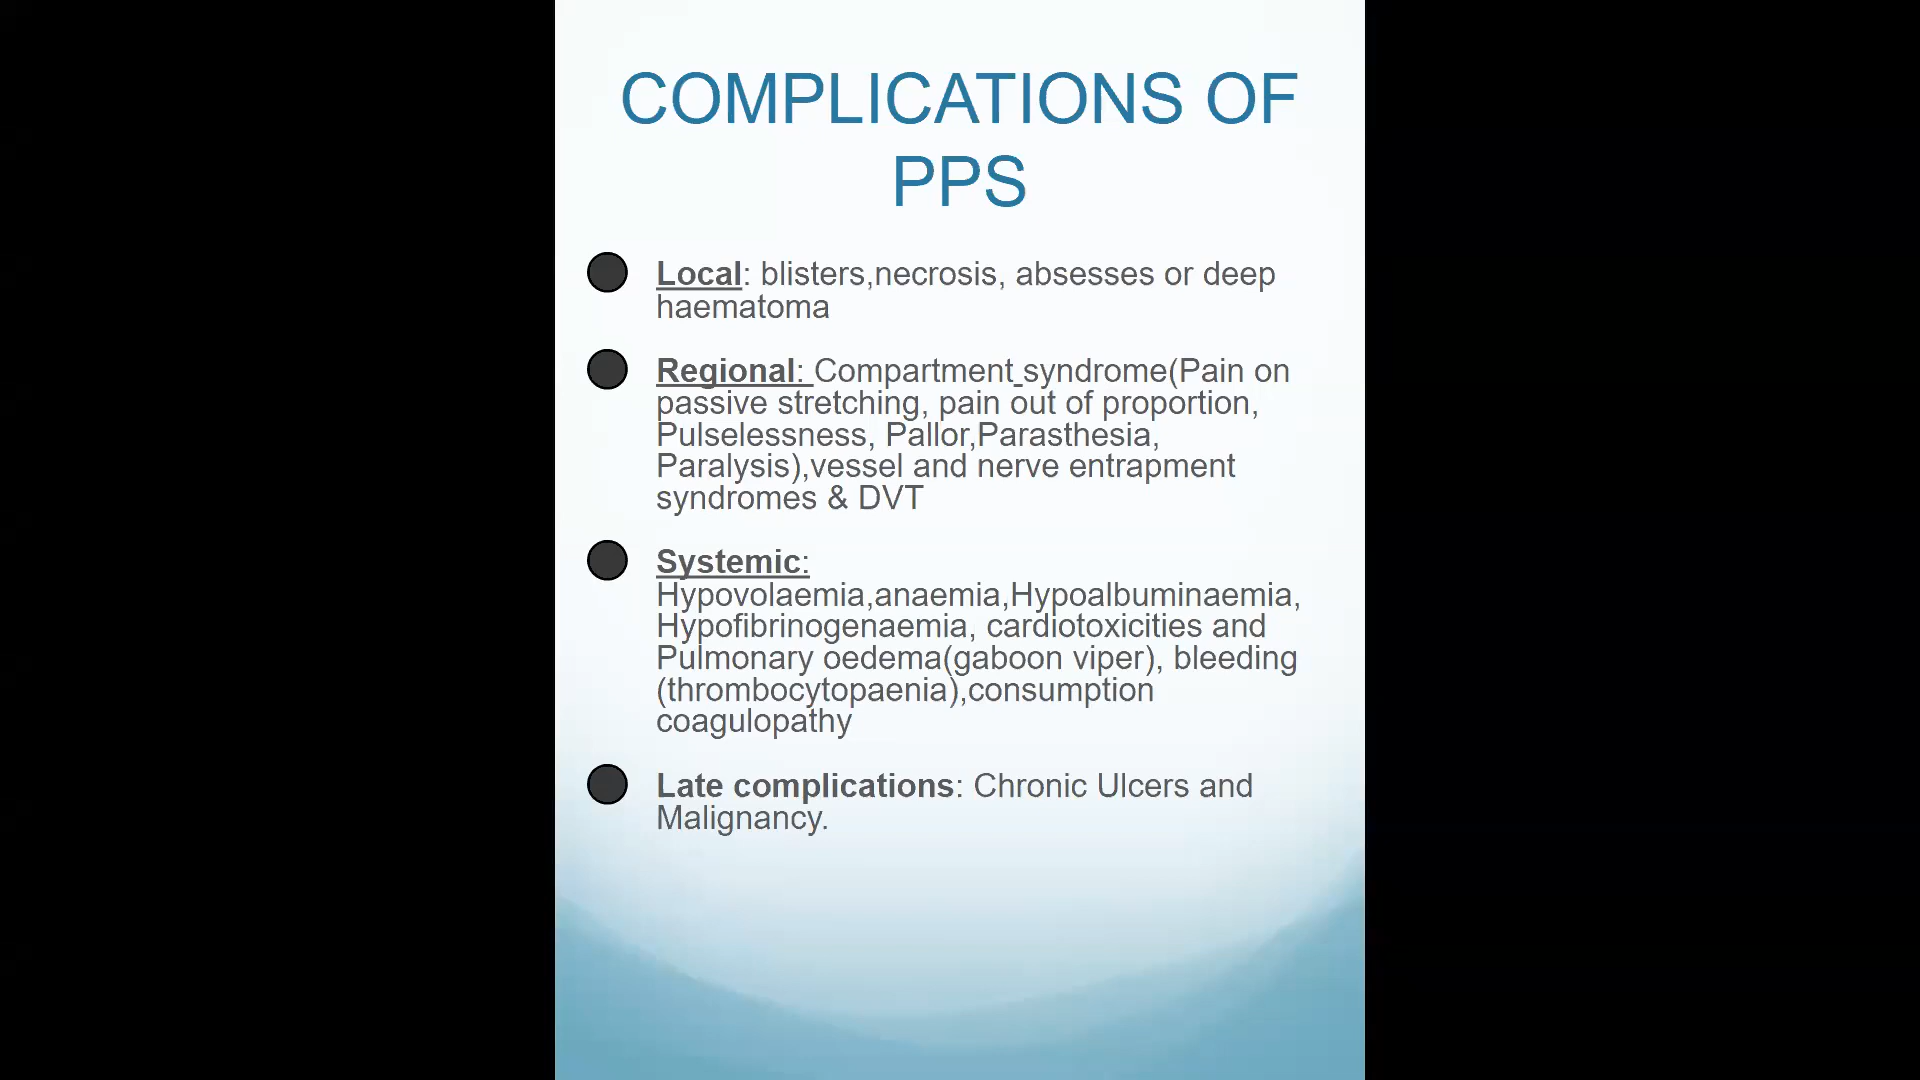 COMPLICATIONS OF
PPS
Local: blisters,necrosis, absesses or deep
haematoma
Regional: Compartment syndrome(Pain on
passive stretching, pain out of proportion,
Pulselessness, Pallor,Parasthesia,
Paralysis),vessel and nerve entrapment
syndromes & DVT
Systemic:
Hypovolaemia,anaemia,Hypoalbuminaemia,
Hypofibrinogenaemia, cardiotoxicities and
Pulmonary oedema(gaboon viper), bleeding
(thrombocytopaenia),consumption
coagulopathy
Late complications: Chronic Ulcers and
Malignancy.